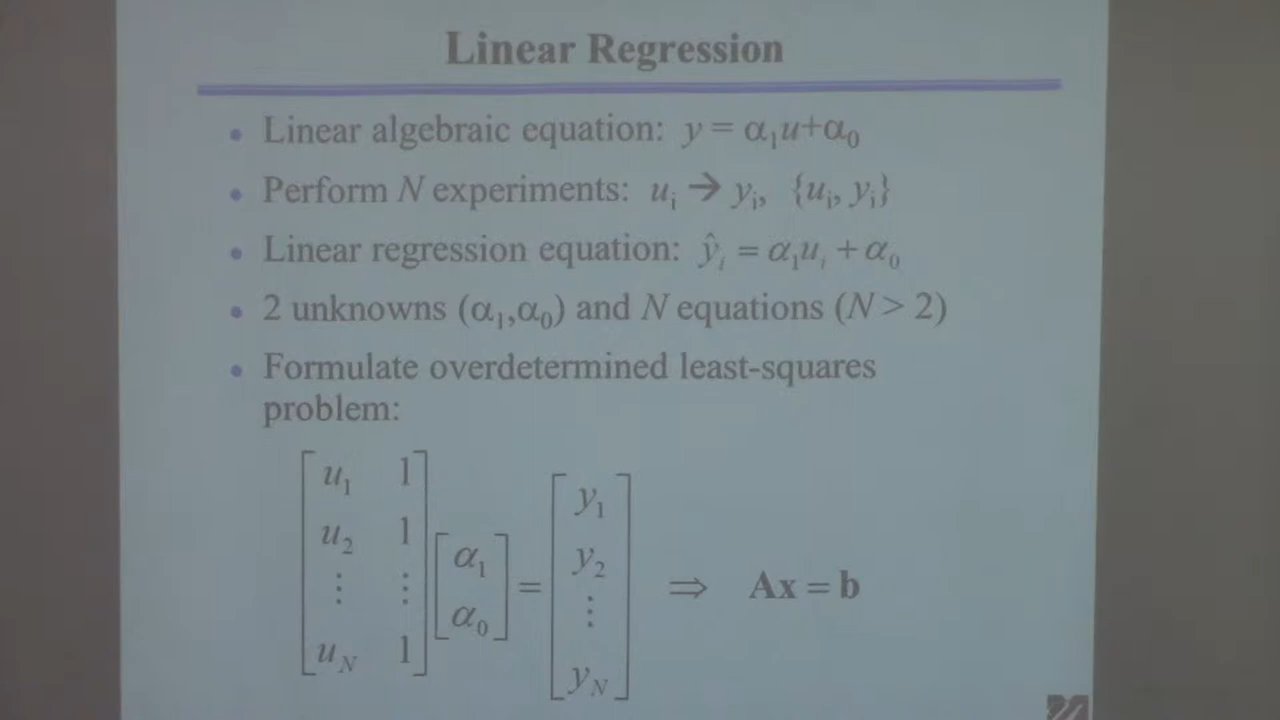 Linear Regression
• Linear algebraic equation: y = α₁u+α₀
• Perform N experiments: uᵢ → yᵢ, {uᵢ, yᵢ}
• Linear regression equation: ŷᵢ = α₁uᵢ + α₀
• 2 unknowns (α₁,α₀) and N equations (N > 2)
• Formulate overdetermined least-squares
problem:
[u₁ 1; u₂ 1; ⋮ ⋮; u_N 1] [α₁; α₀] = [y₁; y₂; ⋮; y_N] ⇒ Ax = b